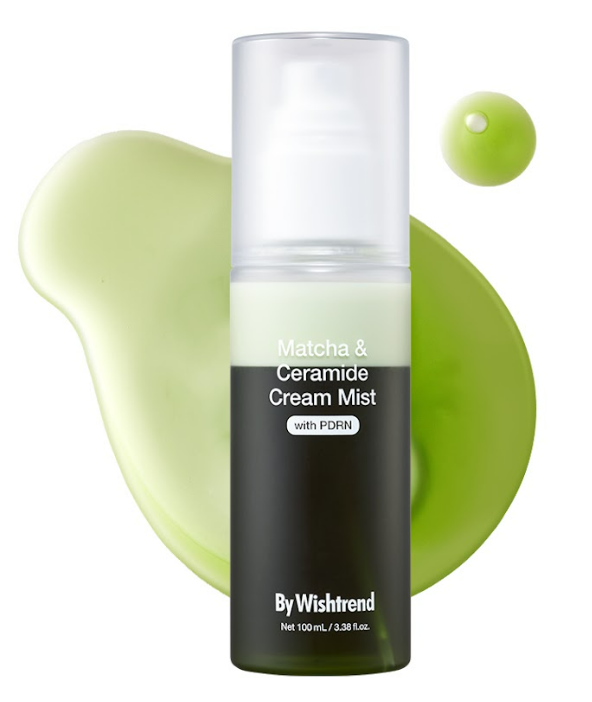 Matcha &
Ceramide
Cream Mist
with PDRN
By Wishtrend
Net 100 mL / 3.38 fl.oz.